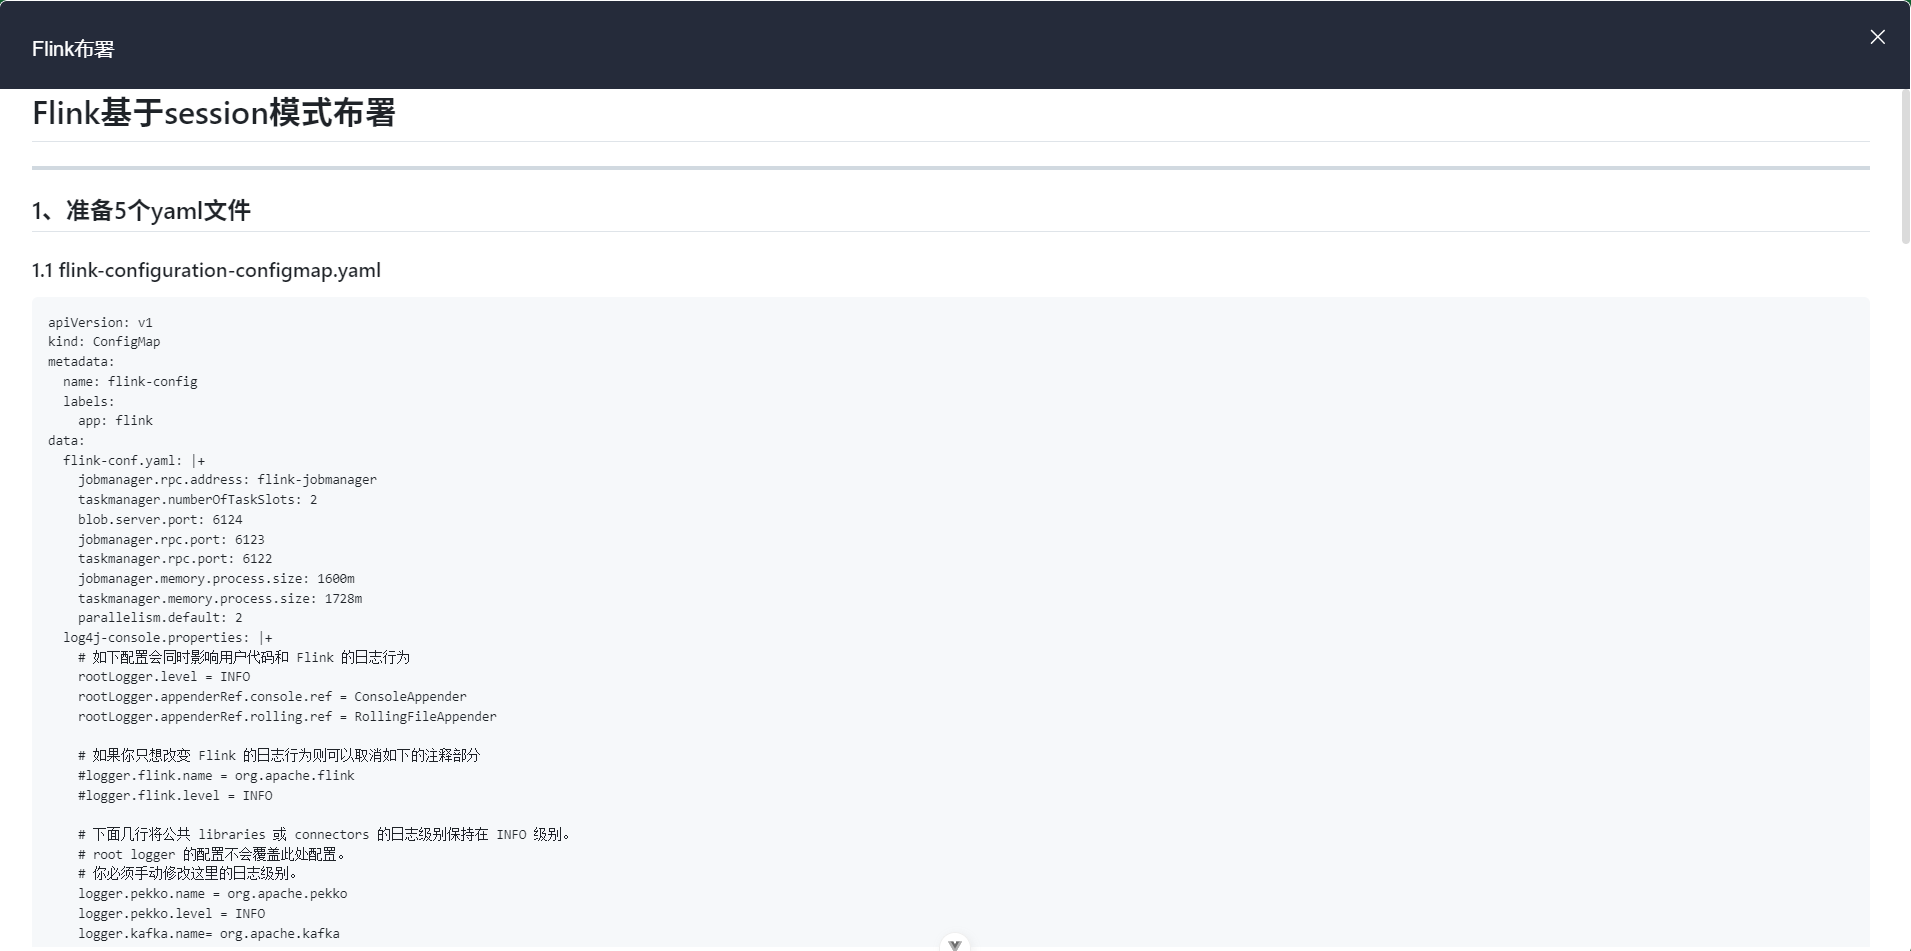 Flink布署
Flink基于session模式布署
1、准备5个yaml文件
1.1 flink-configuration-configmap.yaml
apiVersion: v1
kind: ConfigMap
metadata:
  name: flink-config
  labels:
    app: flink
data:
  flink-conf.yaml: |+
    jobmanager.rpc.address: flink-jobmanager
    taskmanager.numberOfTaskSlots: 2
    blob.server.port: 6124
    jobmanager.rpc.port: 6123
    taskmanager.rpc.port: 6122
    jobmanager.memory.process.size: 1600m
    taskmanager.memory.process.size: 1728m
    parallelism.default: 2
  log4j-console.properties: |+
    # 如下配置会同时影响用户代码和 Flink 的日志行为
    rootLogger.level = INFO
    rootLogger.appenderRef.console.ref = ConsoleAppender
    rootLogger.appenderRef.rolling.ref = RollingFileAppender

    # 如果你只想改变 Flink 的日志行为则可以取消如下的注释部分
    #logger.flink.name = org.apache.flink
    #logger.flink.level = INFO

    # 下面几行将公共 libraries 或 connectors 的日志级别保持在 INFO 级别。
    # root logger 的配置不会覆盖此处配置。
    # 你必须手动修改这里的日志级别。
    logger.pekko.name = org.apache.pekko
    logger.pekko.level = INFO
    logger.kafka.name= org.apache.kafka